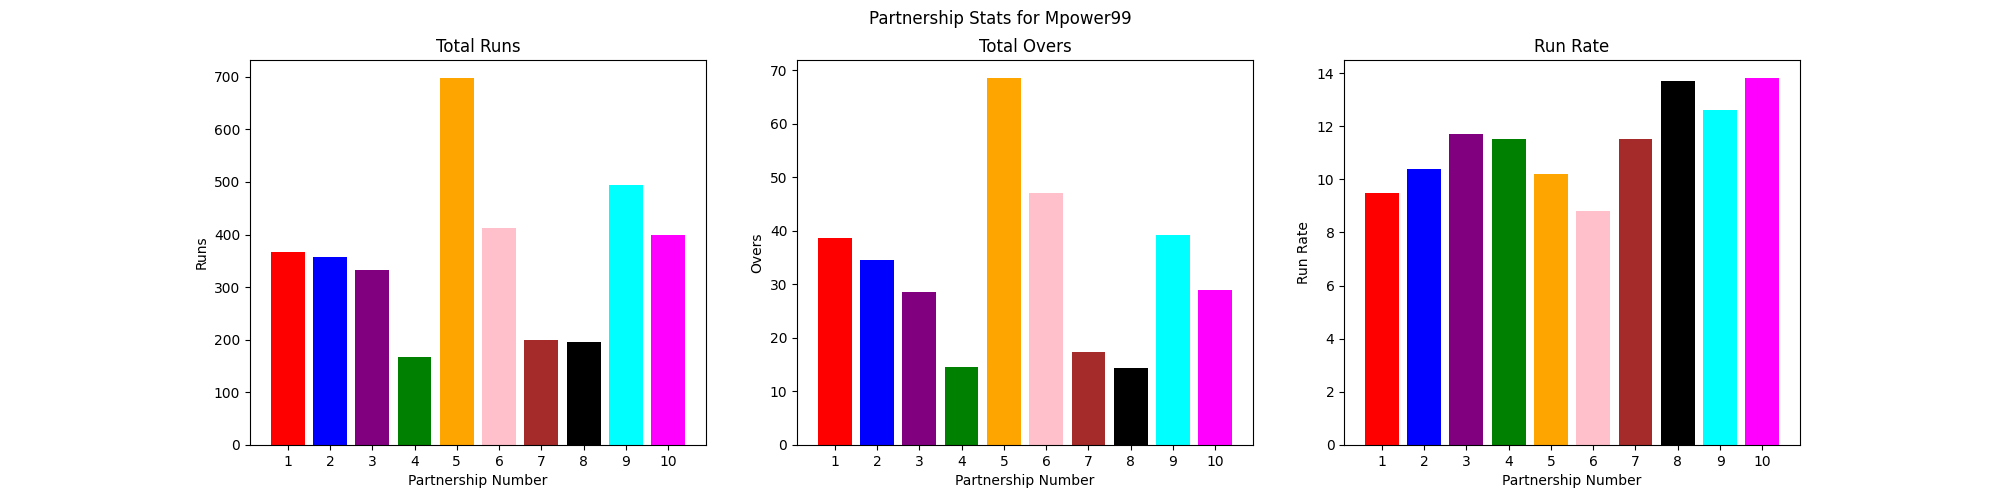 Partnership Stats for Mpower99
Total Runs
Runs
700
600
500
400
300
200
100
0
1 2 3 4 5 6 7 8 9 10
Partnership Number
Total Overs
Overs
70
60
50
40
30
20
10
0
1 2 3 4 5 6 7 8 9 10
Partnership Number
Run Rate
Run Rate
14
12
10
8
6
4
2
0
1 2 3 4 5 6 7 8 9 10
Partnership Number